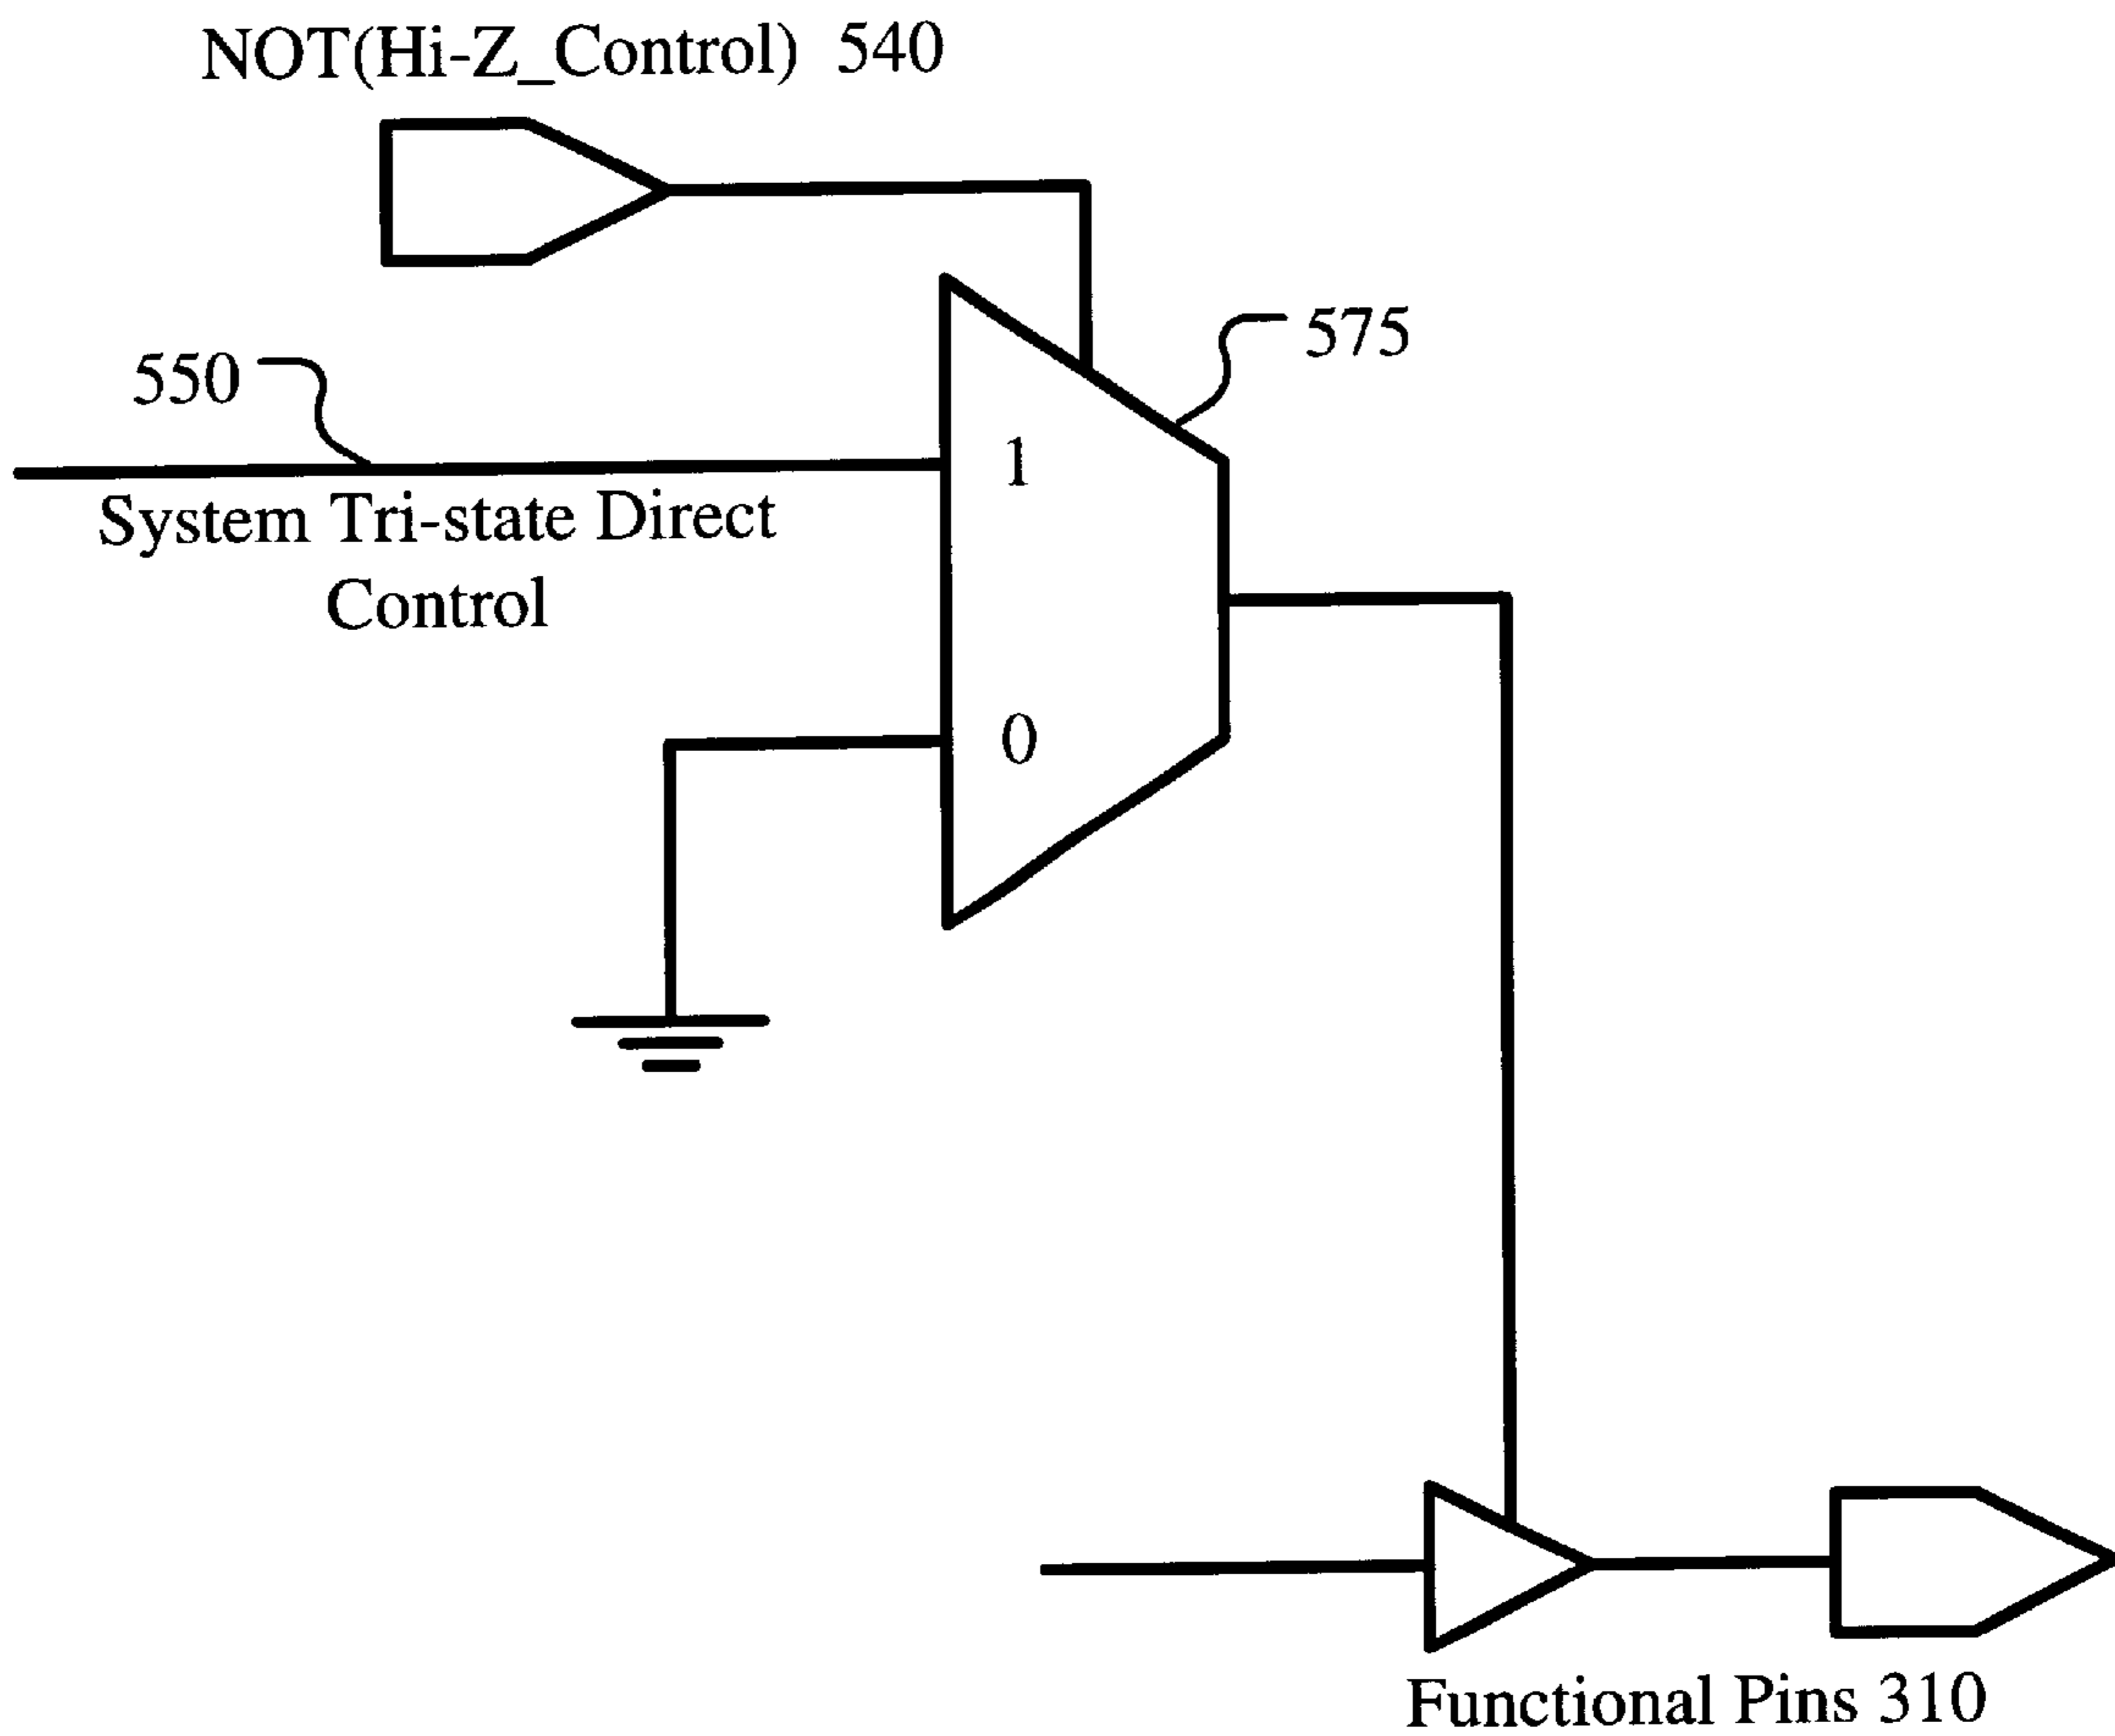 NOT(Hi-Z_Control) 540
575
550
1
System Tri-state Direct
Control
0
Functional Pins 310